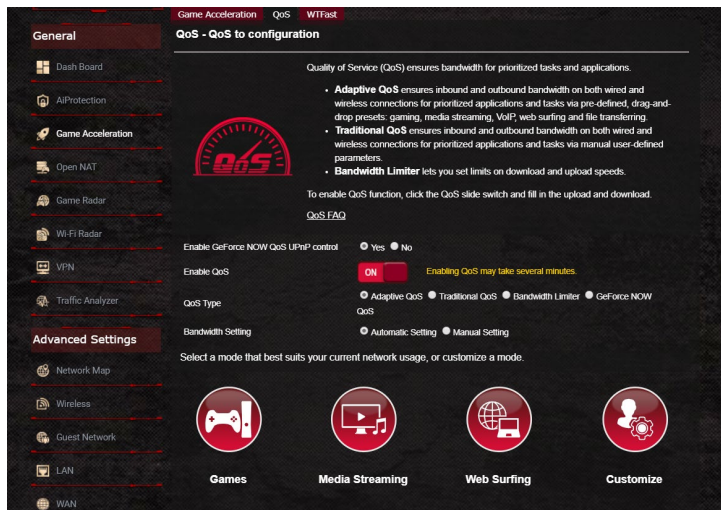 Game Acceleration QoS WTFast
General
QoS - QoS to configuration
Dash Board
AiProtection
Game Acceleration
Open NAT
Game Radar
Wi-Fi Radar
VPN
Traffic Analyzer
Advanced Settings
Network Map
Wireless
Guest Network
LAN
WAN
QoS
Quality of Service (QoS) ensures bandwidth for prioritized tasks and applications.
• Adaptive QoS ensures inbound and outbound bandwidth on both wired and
wireless connections for prioritized applications and tasks via pre-defined, drag-and-
drop presets: gaming, media streaming, VoIP, web surfing and file transferring.
• Traditional QoS ensures inbound and outbound bandwidth on both wired and
wireless connections for prioritized applications and tasks via manual user-defined
parameters.
• Bandwidth Limiter lets you set limits on download and upload speeds.
To enable QoS function, click the QoS slide switch and fill in the upload and download.
QoS FAQ
Enable GeForce NOW QoS UPnP control Yes No
Enable QoS ON Enabling QoS may take several minutes.
QoS Type Adaptive QoS Traditional QoS Bandwidth Limiter GeForce NOW
QoS
Bandwidth Setting Automatic Setting Manual Setting
Select a mode that best suits your current network usage, or customize a mode.
Games Media Streaming Web Surfing Customize